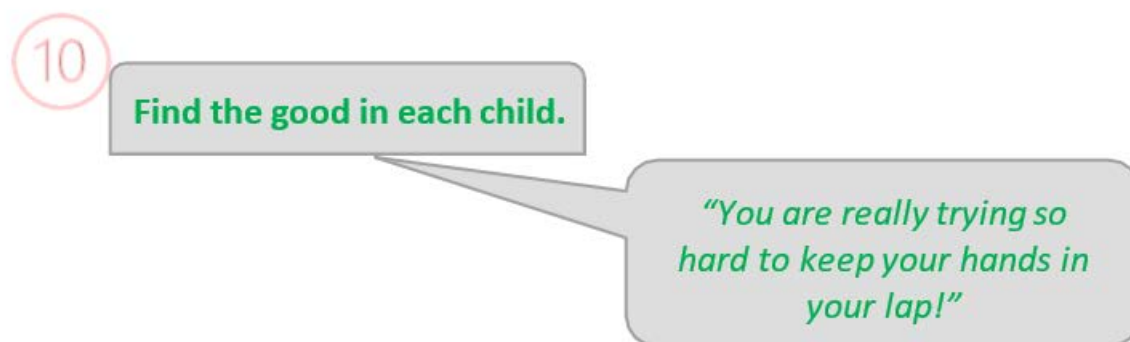 10
Find the good in each child.
“You are really trying so
hard to keep your hands in
your lap!”